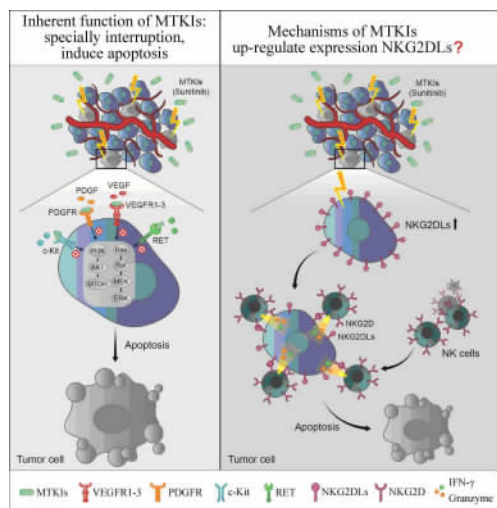 Inherent function of MTKIs:
specially interruption,
induce apoptosis
MTKIs
(Sunitinib)
PDGF
VEGF
PDGFR
VEGFR1-3
c-Kit
RET
PI3K
AKT
mTOR
Ras
Raf
MEK
ERK
Apoptosis
Tumor cell
Mechanisms of MTKIs
up-regulate expression NKG2DLs?
MTKIs
(Sunitinib)
NKG2DLs
NKG2D
NKG2DLs
NK cells
Apoptosis
Tumor cell
MTKIs
VEGFR1-3
PDGFR
c-Kit
RET
NKG2DLs
NKG2D
IFN-γ
Granzyme